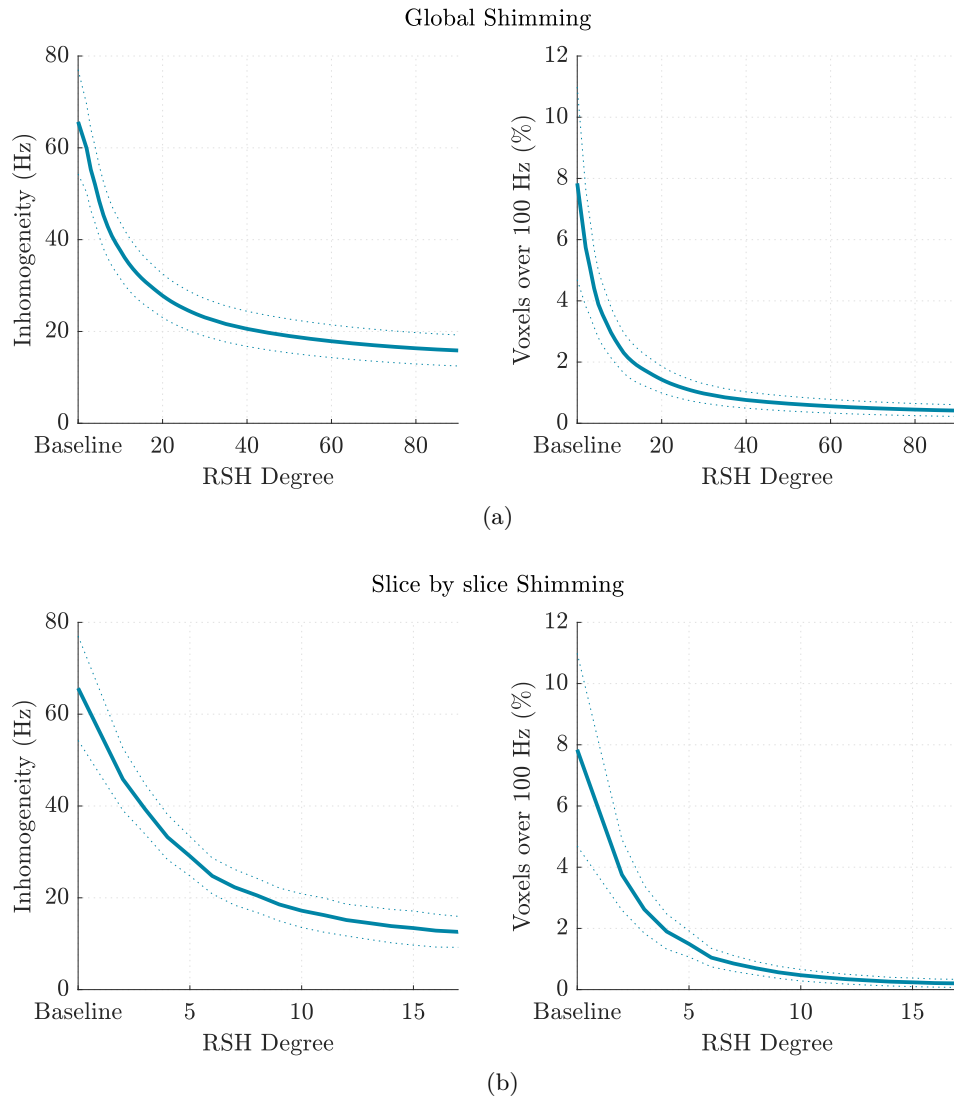 Global Shimming
Inhomogeneity (Hz)
80
60
40
20
0
Baseline 20 40 60 80
RSH Degree
Voxels over 100 Hz (%)
12
10
8
6
4
2
0
Baseline 20 40 60 80
RSH Degree
(a)
Slice by slice Shimming
Inhomogeneity (Hz)
80
60
40
20
0
Baseline 5 10 15
RSH Degree
Voxels over 100 Hz (%)
12
10
8
6
4
2
0
Baseline 5 10 15
RSH Degree
(b)